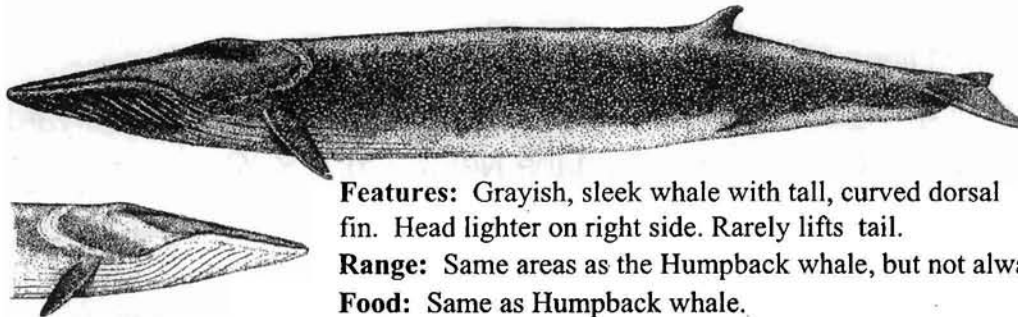 Features: Grayish, sleek whale with tall, curved dorsal
fin. Head lighter on right side. Rarely lifts tail.
Range: Same areas as the Humpback whale, but not
Food: Same as Humpback whale.